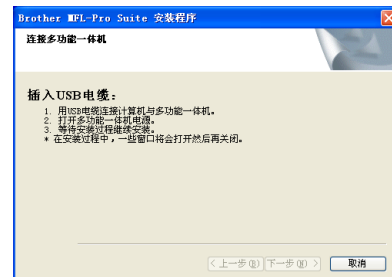 Brother MFL-Pro Suite 安装程序
连接多功能一体机
插入USB电缆：
1. 用USB电缆连接计算机与多功能一体机。
2. 打开多功能一体机电源。
3. 等待安装过程继续安装。
* 在安装过程中，一些窗口将会打开然后再关闭。
< 上一步(B) 下一步(N) > 取消